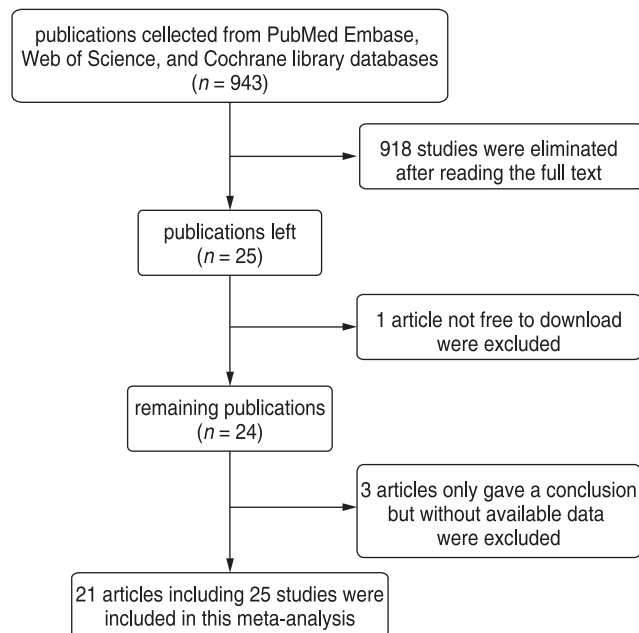 publications cellected from PubMed Embase,
Web of Science, and Cochrane library databases
(n = 943)
918 studies were eliminated
after reading the full text
publications left
(n = 25)
1 article not free to download
were excluded
remaining publications
(n = 24)
3 articles only gave a conclusion
but without available data
were excluded
21 articles including 25 studies were
included in this meta-analysis